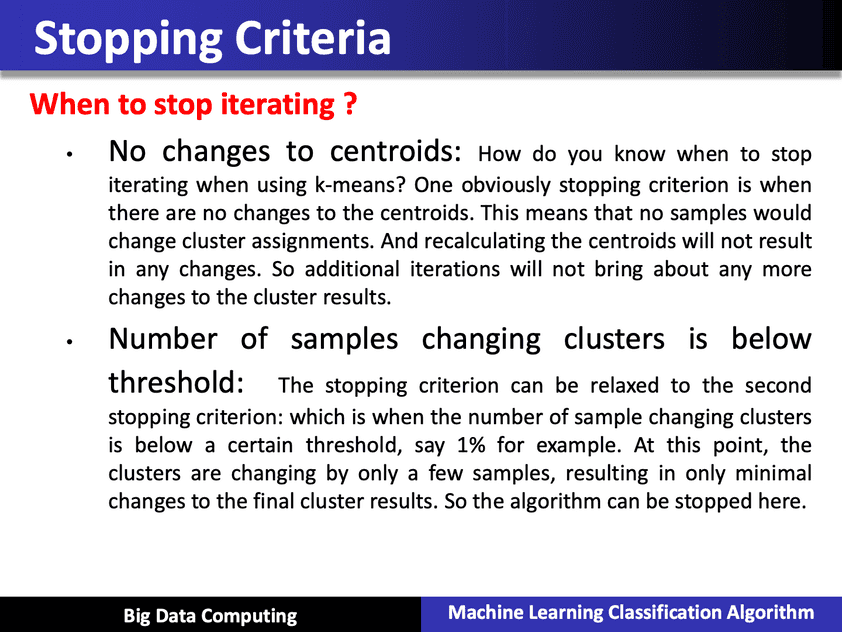 Stopping Criteria
When to stop iterating ?
• No changes to centroids: How do you know when to stop
iterating when using k-means? One obviously stopping criterion is when
there are no changes to the centroids. This means that no samples would
change cluster assignments. And recalculating the centroids will not result
in any changes. So additional iterations will not bring about any more
changes to the cluster results.
• Number of samples changing clusters is below
threshold: The stopping criterion can be relaxed to the second
stopping criterion: which is when the number of sample changing clusters
is below a certain threshold, say 1% for example. At this point, the
clusters are changing by only a few samples, resulting in only minimal
changes to the final cluster results. So the algorithm can be stopped here.
Big Data Computing
Machine Learning Classification Algorithm